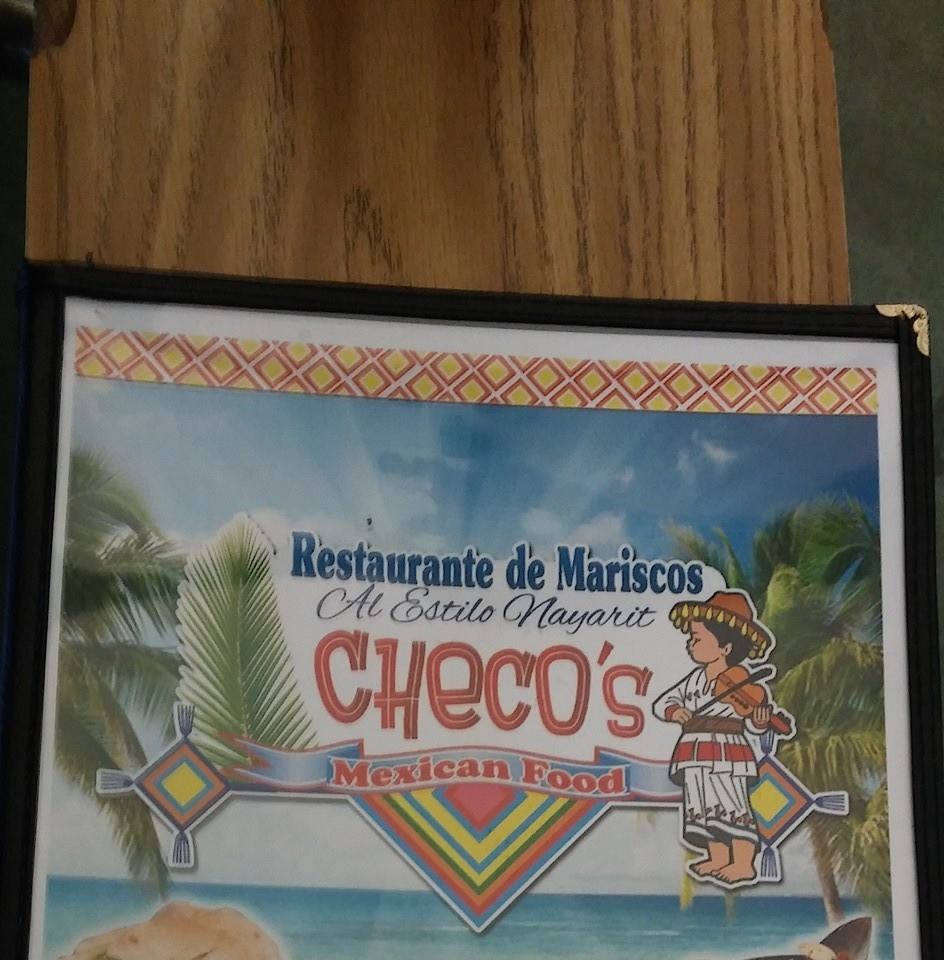 Restaurante de Mariscos
Al Estilo Nayarit
CHeCO'S
Mexican Food